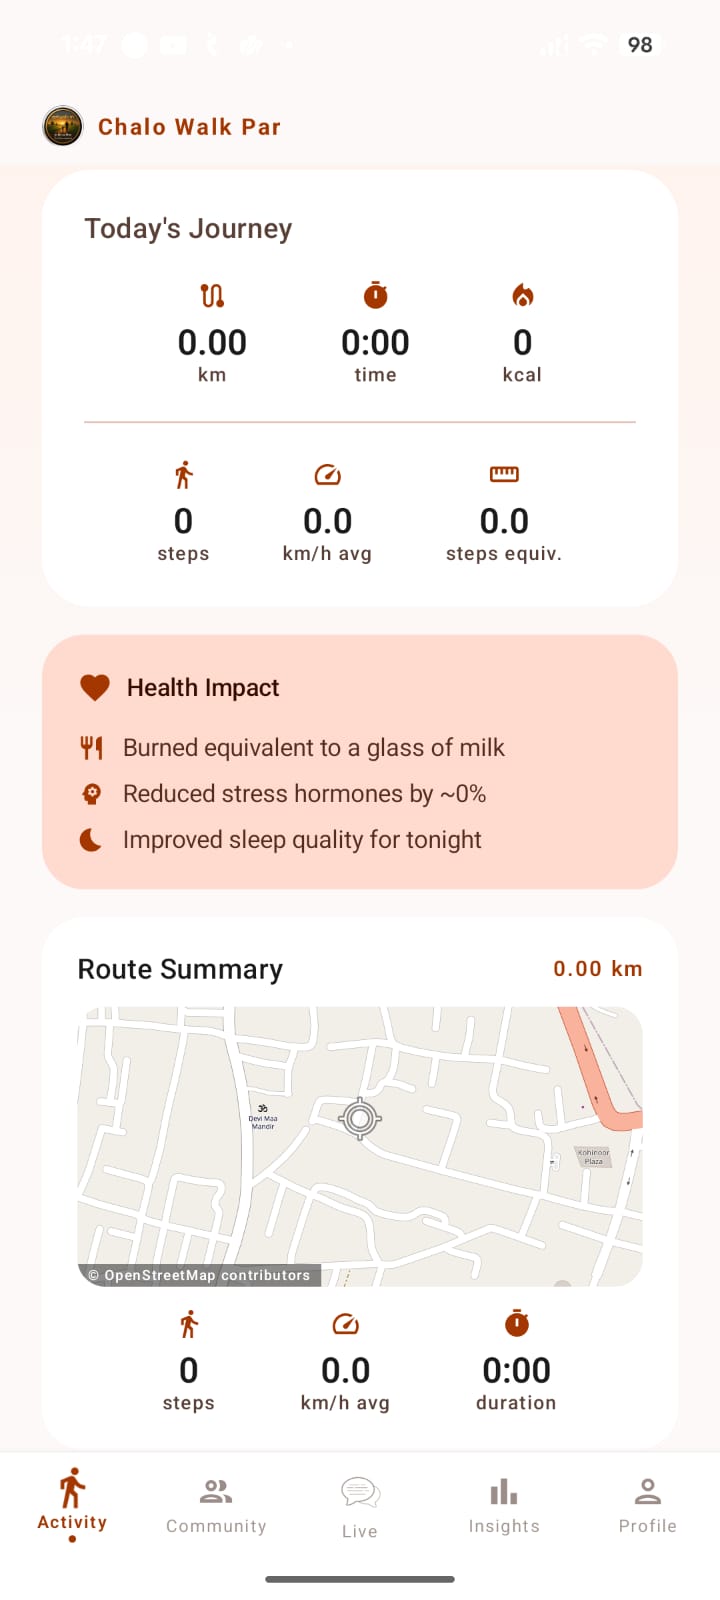 1:47
98
Chalo Walk Par
Today's Journey
0.00 0:00 0
km time kcal
0 0.0 0.0
steps km/h avg steps equiv.
Health Impact
Burned equivalent to a glass of milk
Reduced stress hormones by ~0%
Improved sleep quality for tonight
Route Summary 0.00 km
ॐ
Devi Maa
Mandir
Kohinoor
Plaza
© OpenStreetMap contributors
0 0.0 0:00
steps km/h avg duration
Activity Community Live Insights Profile